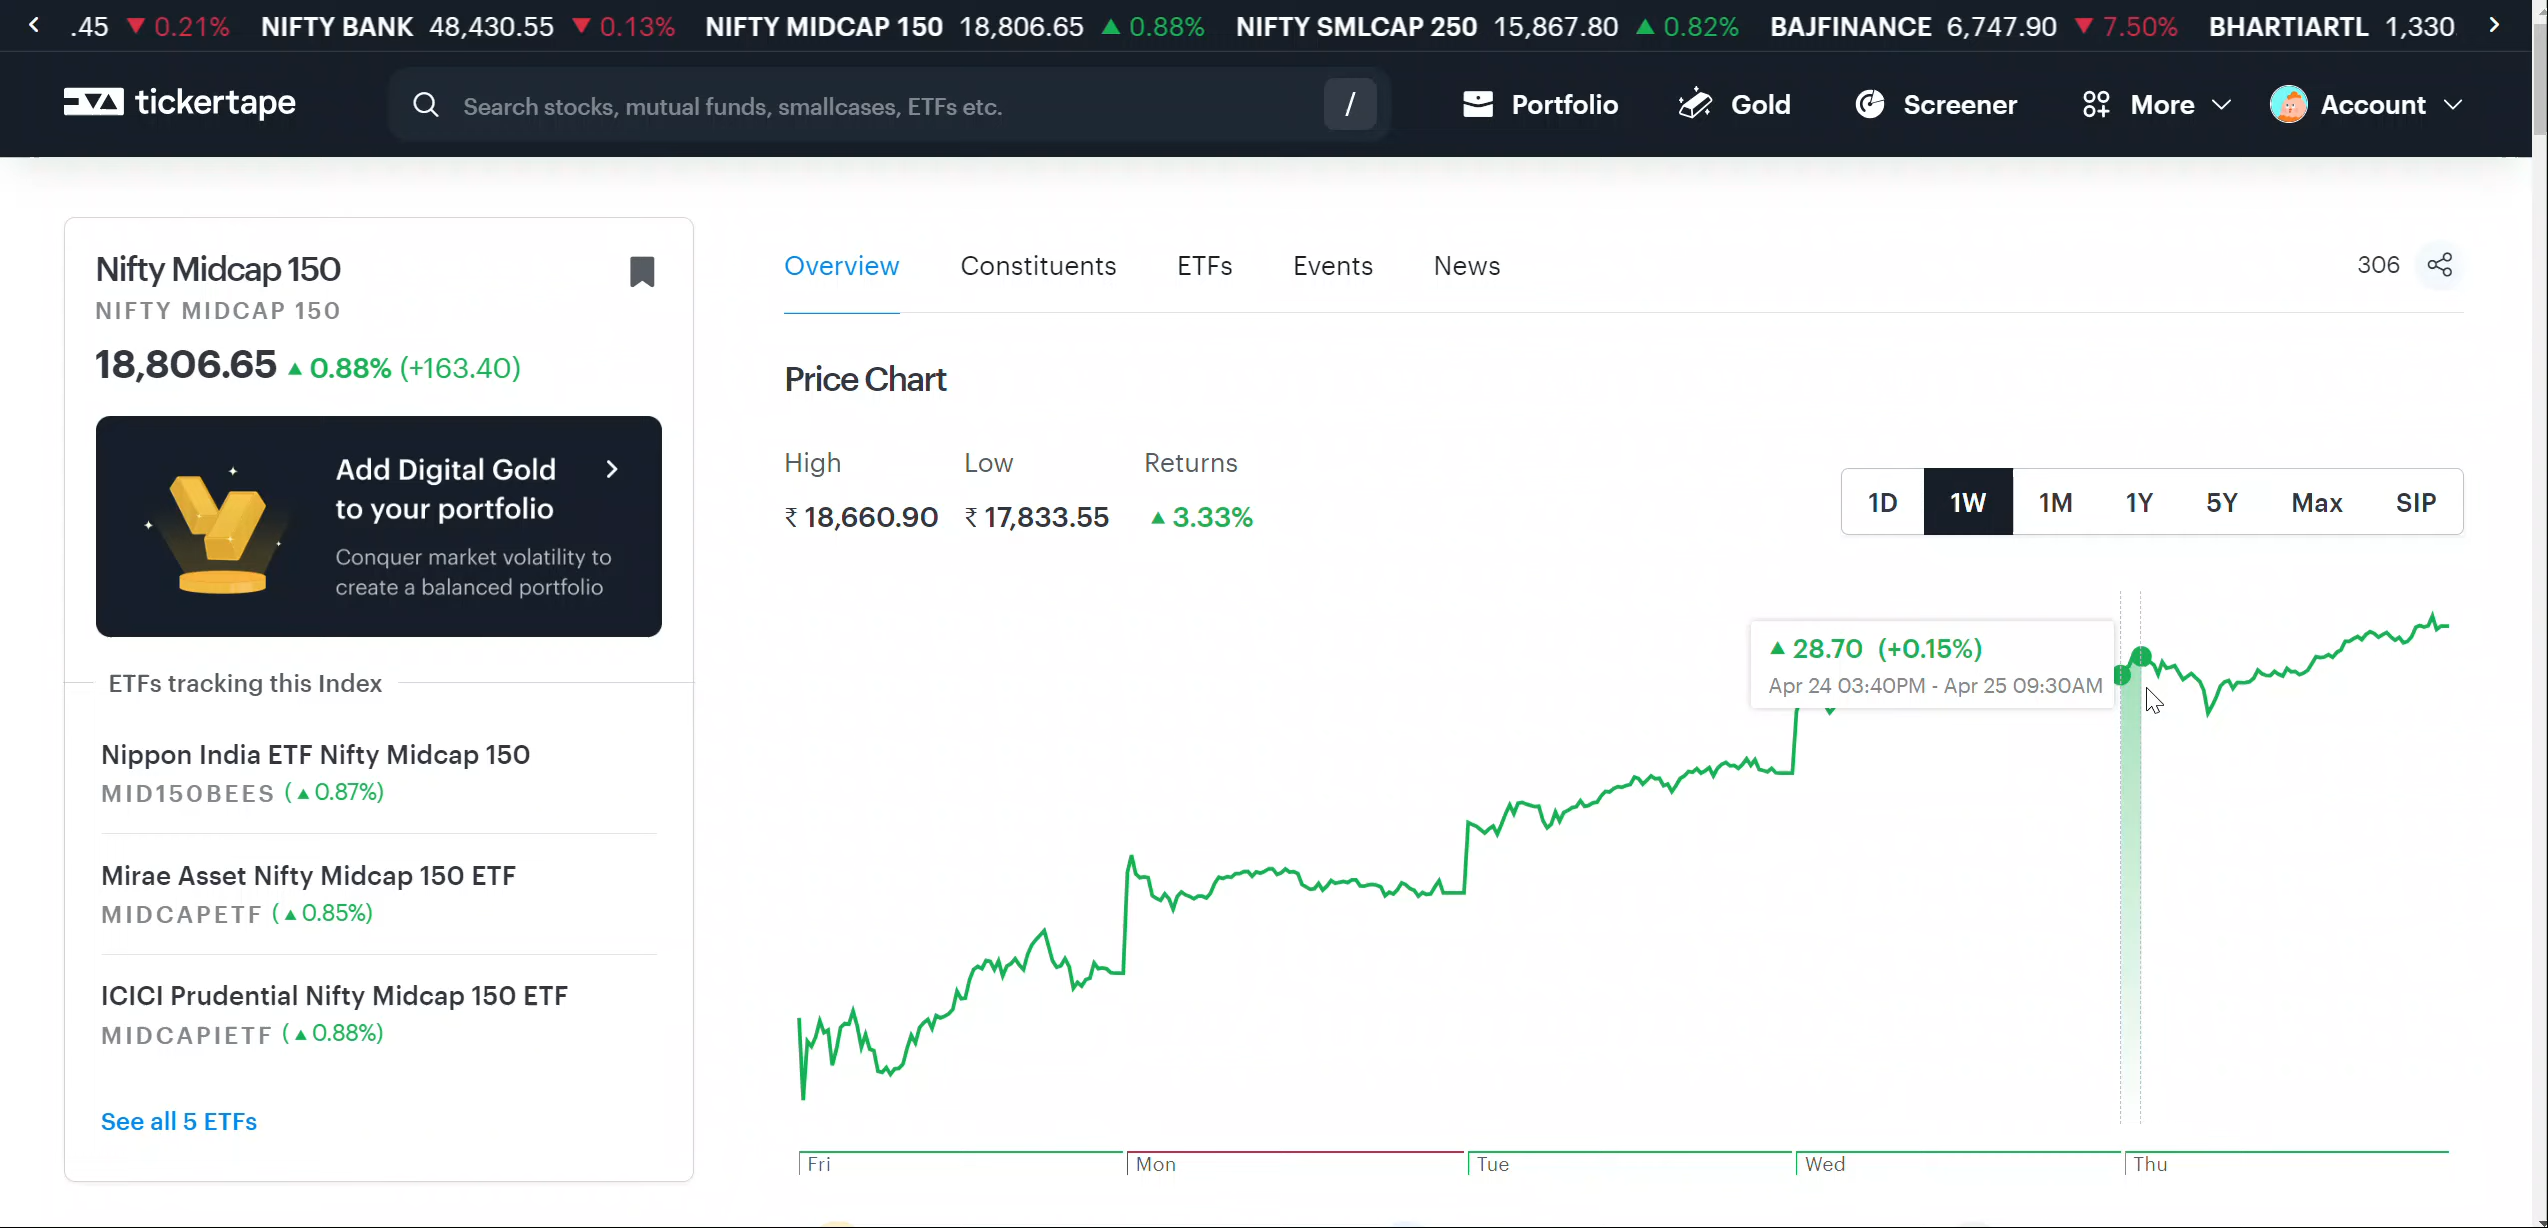 .45 ▼ 0.21% NIFTY BANK 48,430.55 ▼ 0.13% NIFTY MIDCAP 150 18,806.65 ▲ 0.88% NIFTY SMLCAP 250 15,867.80 ▲ 0.82% BAJFINANCE 6,747.90 ▼ 7.50% BHARTIARTL 1,330
tickertape
Search stocks, mutual funds, smallcases, ETFs etc. /
Portfolio Gold Screener More Account
Nifty Midcap 150
NIFTY MIDCAP 150
18,806.65 ▲ 0.88% (+163.40)
Add Digital Gold
to your portfolio
Conquer market volatility to
create a balanced portfolio
ETFs tracking this Index
Nippon India ETF Nifty Midcap 150
MID150BEES (▲ 0.87%)
Mirae Asset Nifty Midcap 150 ETF
MIDCAPETF (▲ 0.85%)
ICICI Prudential Nifty Midcap 150 ETF
MIDCAPIETF (▲ 0.88%)
See all 5 ETFs
Overview Constituents ETFs Events News 306
Price Chart
High Low Returns
₹ 18,660.90 ₹ 17,833.55 ▲ 3.33%
1D 1W 1M 1Y 5Y Max SIP
▲ 28.70 (+0.15%)
Apr 24 03:40PM - Apr 25 09:30AM
Fri Mon Tue Wed Thu